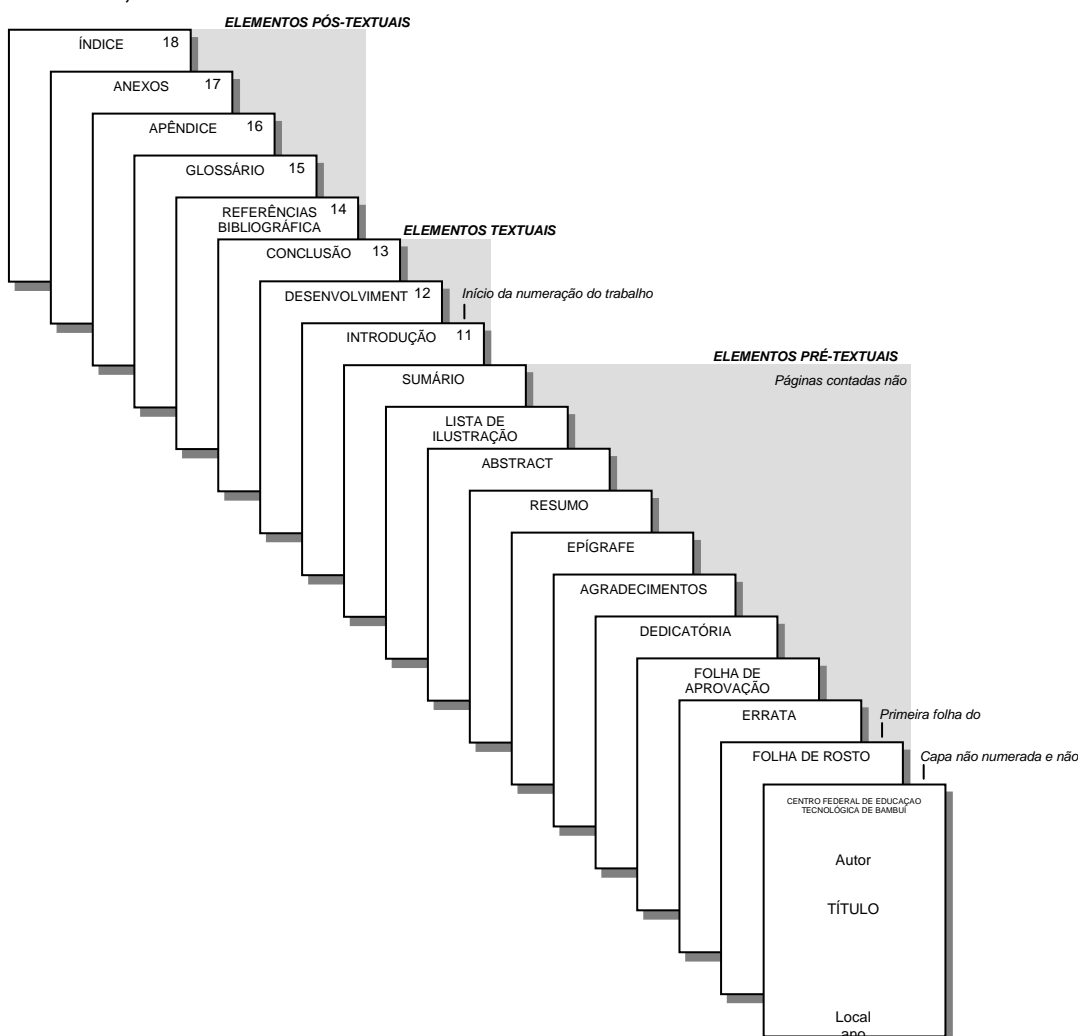 ELEMENTOS PÓS-TEXTUAIS
ÍNDICE 18
ANEXOS 17
APÊNDICE 16
GLOSSÁRIO 15
REFERÊNCIAS 14
BIBLIOGRÁFICA
ELEMENTOS TEXTUAIS
CONCLUSÃO 13
DESENVOLVIMENT 12
Início da numeração do trabalho
INTRODUÇÃO 11
ELEMENTOS PRÉ-TEXTUAIS
Páginas contadas não
SUMÁRIO
LISTA DE
ILUSTRAÇÃO
ABSTRACT
RESUMO
EPÍGRAFE
AGRADECIMENTOS
DEDICATÓRIA
FOLHA DE
APROVAÇÃO
ERRATA
Primeira folha do
FOLHA DE ROSTO
Capa não numerada e não
CENTRO FEDERAL DE EDUCAÇAO
TECNOLÓGICA DE BAMBUÍ
Autor
TÍTULO
Local
ano